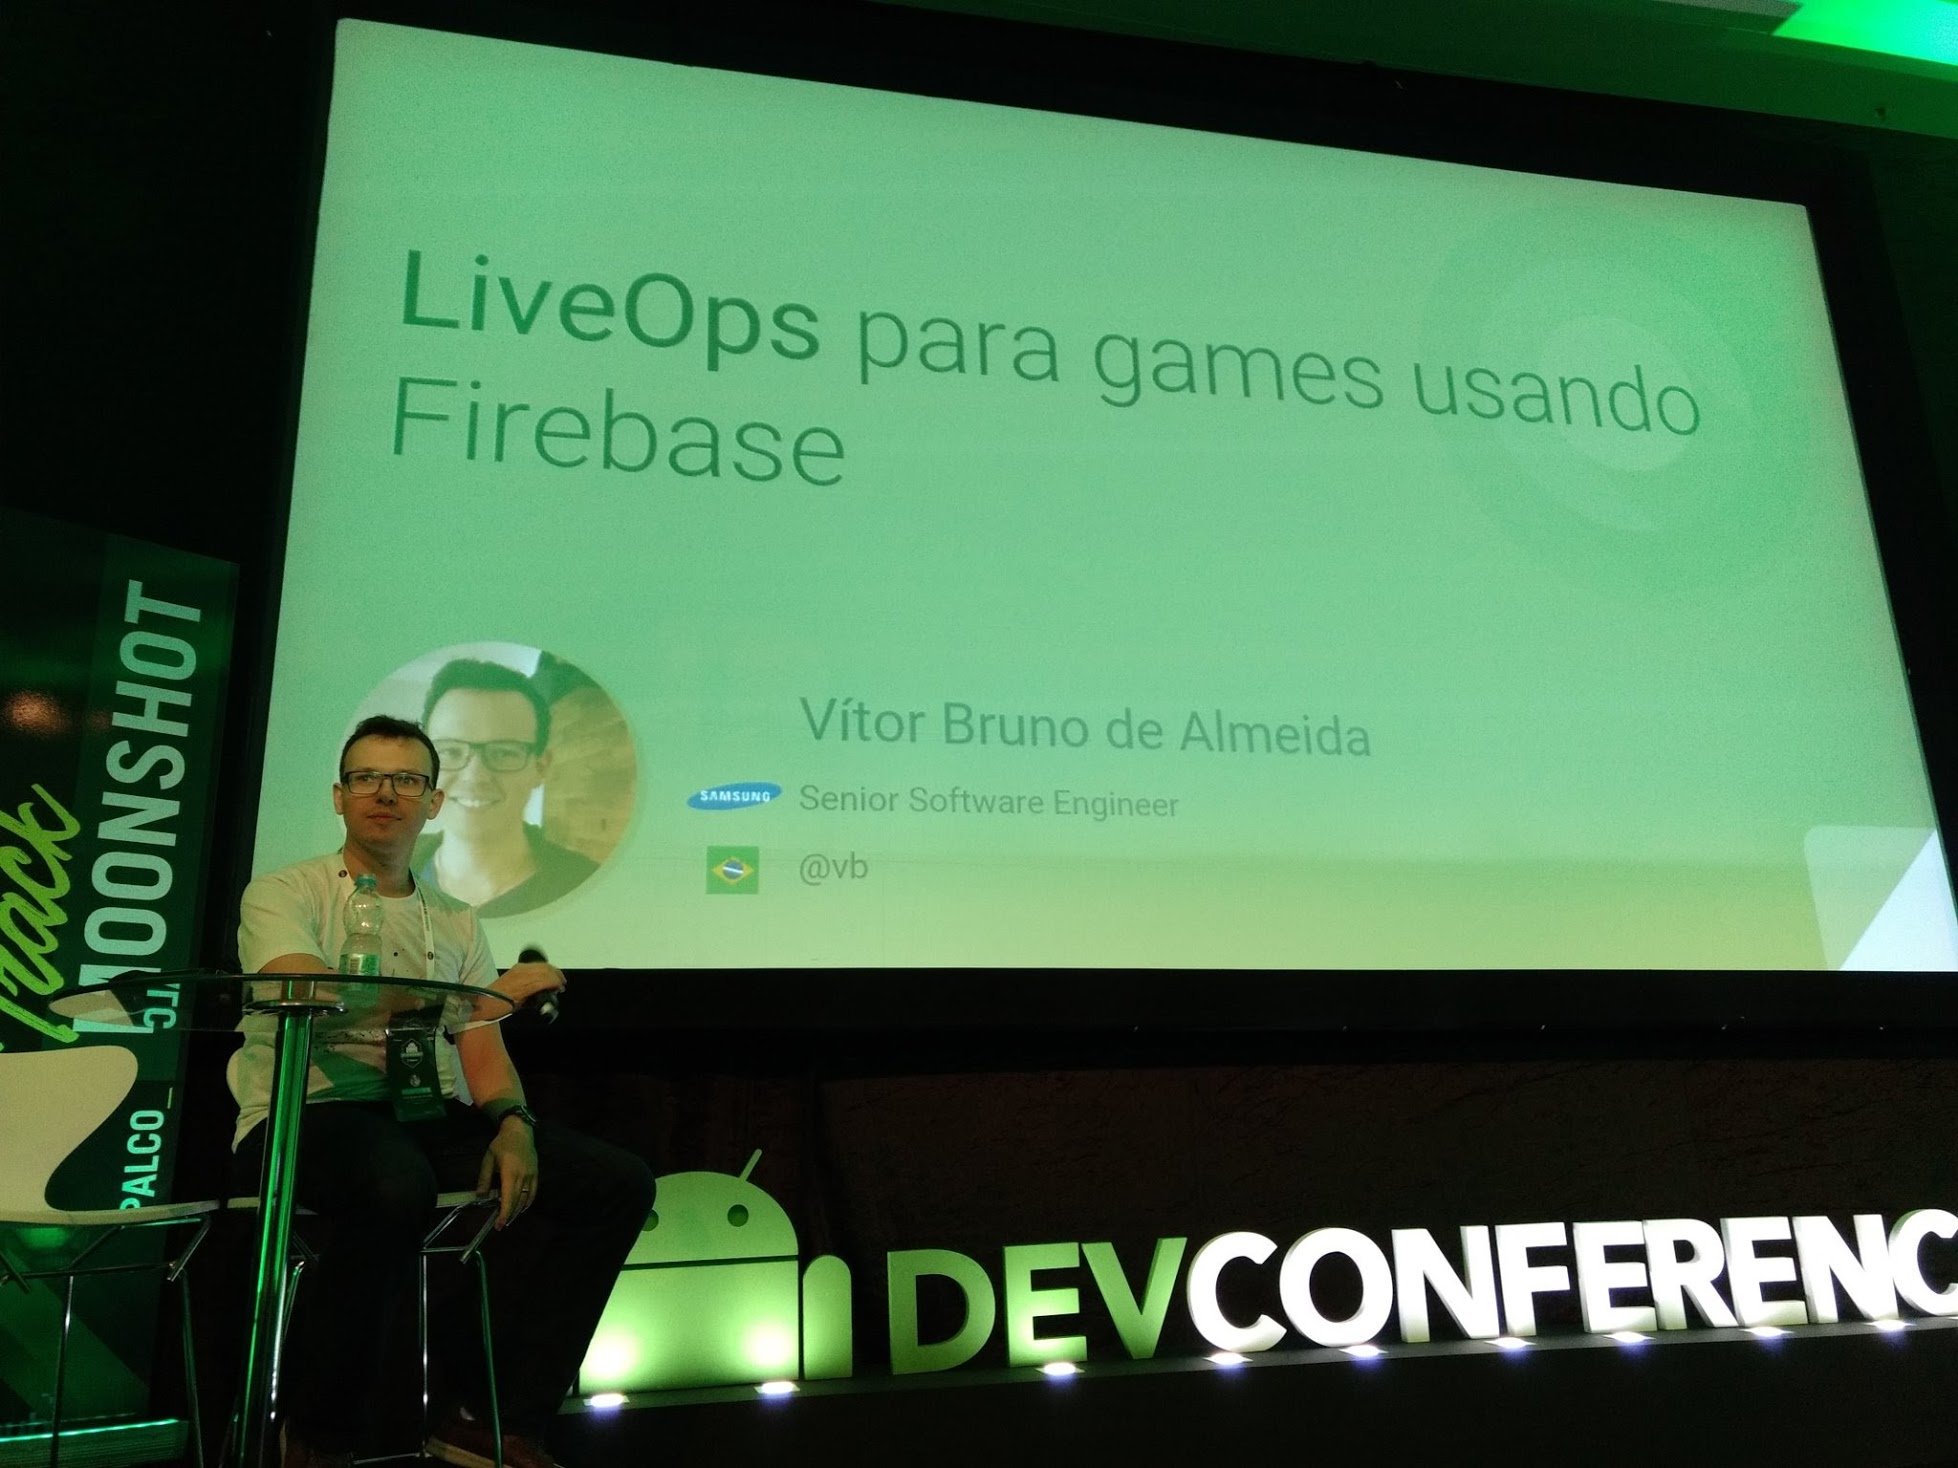 LiveOps para games usando
Firebase
Vítor Bruno de Almeida
SAMSUNG
Senior Software Engineer
@vb
MOONSHOT
PALCO_
DEVCONFERENC